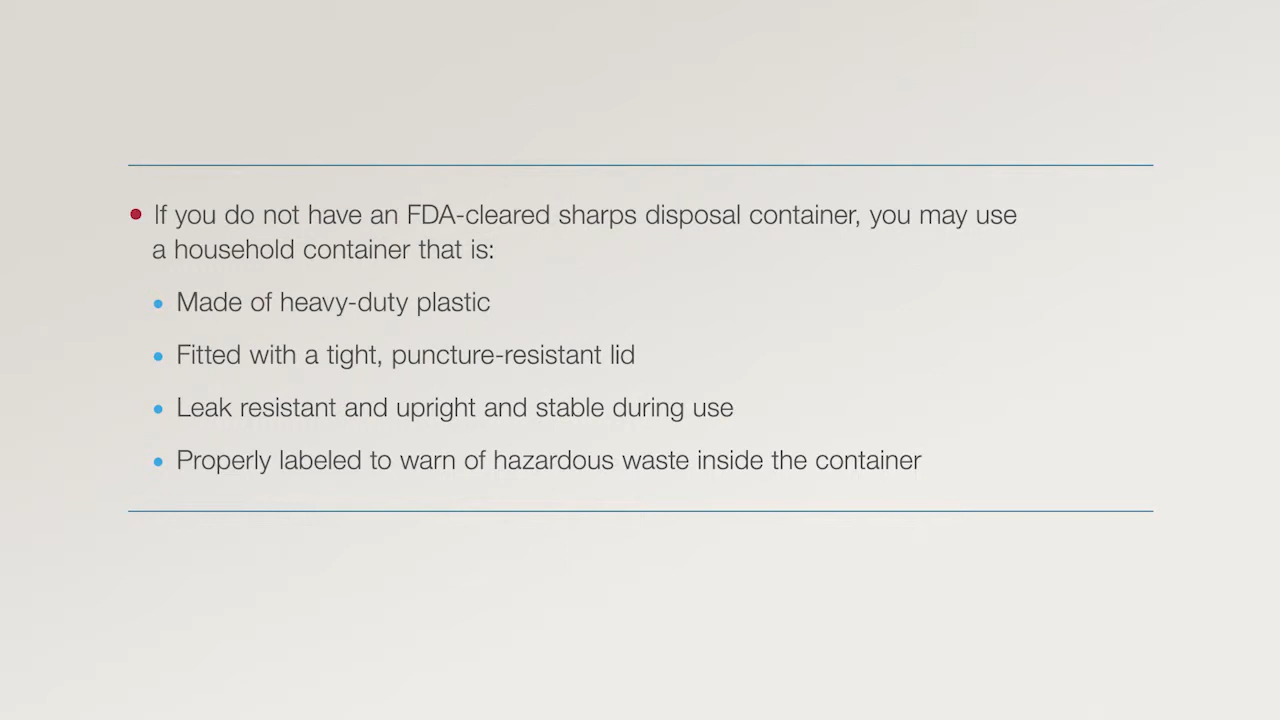 • If you do not have an FDA-cleared sharps disposal container, you may use
a household container that is:
• Made of heavy-duty plastic
• Fitted with a tight, puncture-resistant lid
• Leak resistant and upright and stable during use
• Properly labeled to warn of hazardous waste inside the container